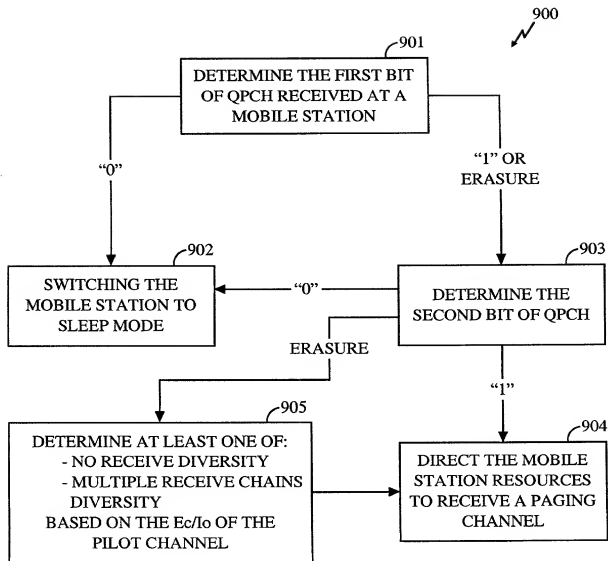 900
901
DETERMINE THE FIRST BIT
OF QPCH RECEIVED AT A
MOBILE STATION
"0"
"1" OR
ERASURE
902
SWITCHING THE
MOBILE STATION TO
SLEEP MODE
"0"
903
DETERMINE THE
SECOND BIT OF QPCH
ERASURE
"1"
905
DETERMINE AT LEAST ONE OF:
- NO RECEIVE DIVERSITY
- MULTIPLE RECEIVE CHAINS
DIVERSITY
BASED ON THE Ec/Io OF THE
PILOT CHANNEL
904
DIRECT THE MOBILE
STATION RESOURCES
TO RECEIVE A PAGING
CHANNEL